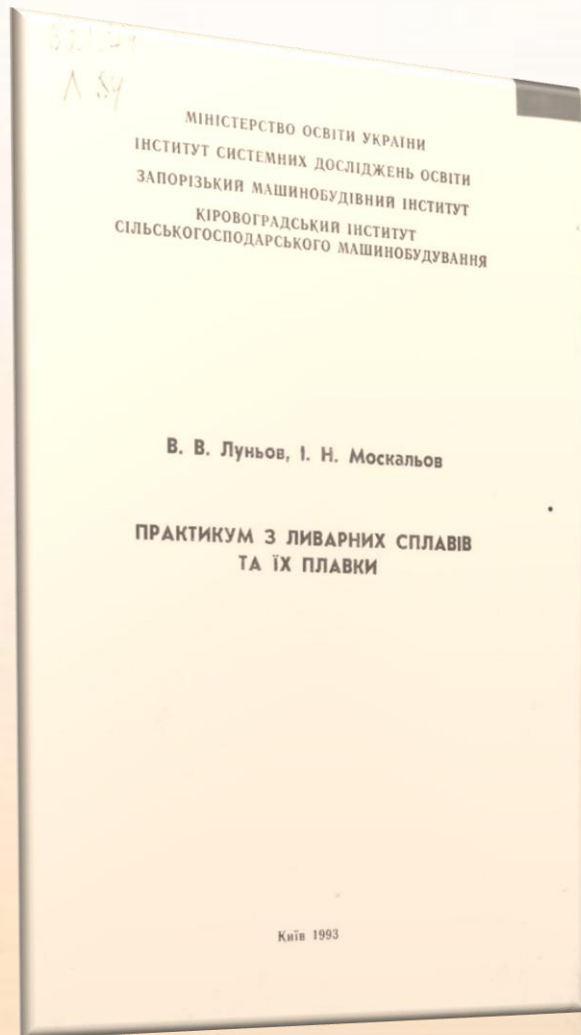 Л 84
МІНІСТЕРСТВО ОСВІТИ УКРАЇНИ
ІНСТИТУТ СИСТЕМНИХ ДОСЛІДЖЕНЬ ОСВІТИ
ЗАПОРІЗЬКИЙ МАШИНОБУДІВНИЙ ІНСТИТУТ
КІРОВОГРАДСЬКИЙ ІНСТИТУТ
СІЛЬСЬКОГОСПОДАРСЬКОГО МАШИНОБУДУВАННЯ
В. В. Луньов, І. Н. Москальов
ПРАКТИКУМ З ЛИВАРНИХ СПЛАВІВ
ТА ЇХ ПЛАВКИ
Київ 1993